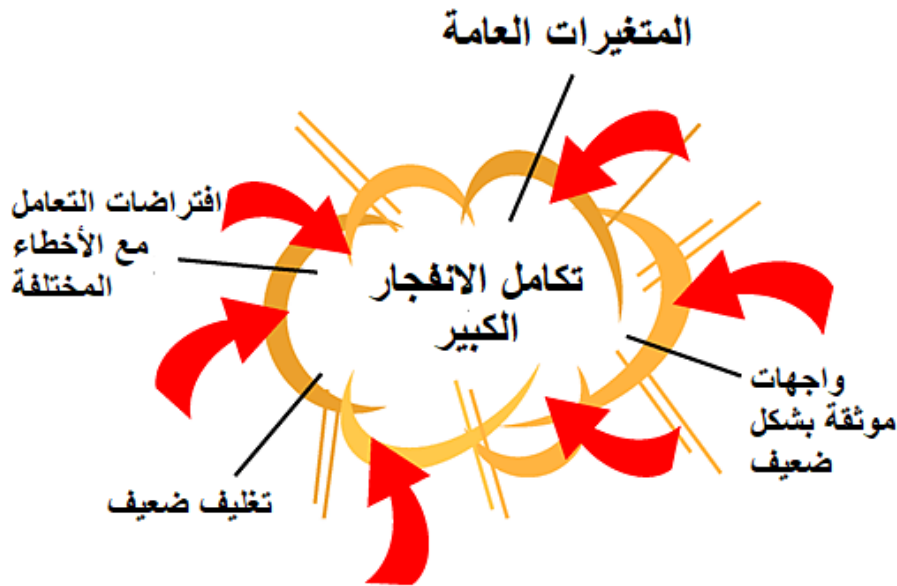 المتغيرات العامة
افتراضات التعامل
مع الأخطاء
المختلفة
تكامل الانفجار
الكبير
واجهات
موثقة بشكل
ضعيف
تغليف ضعيف